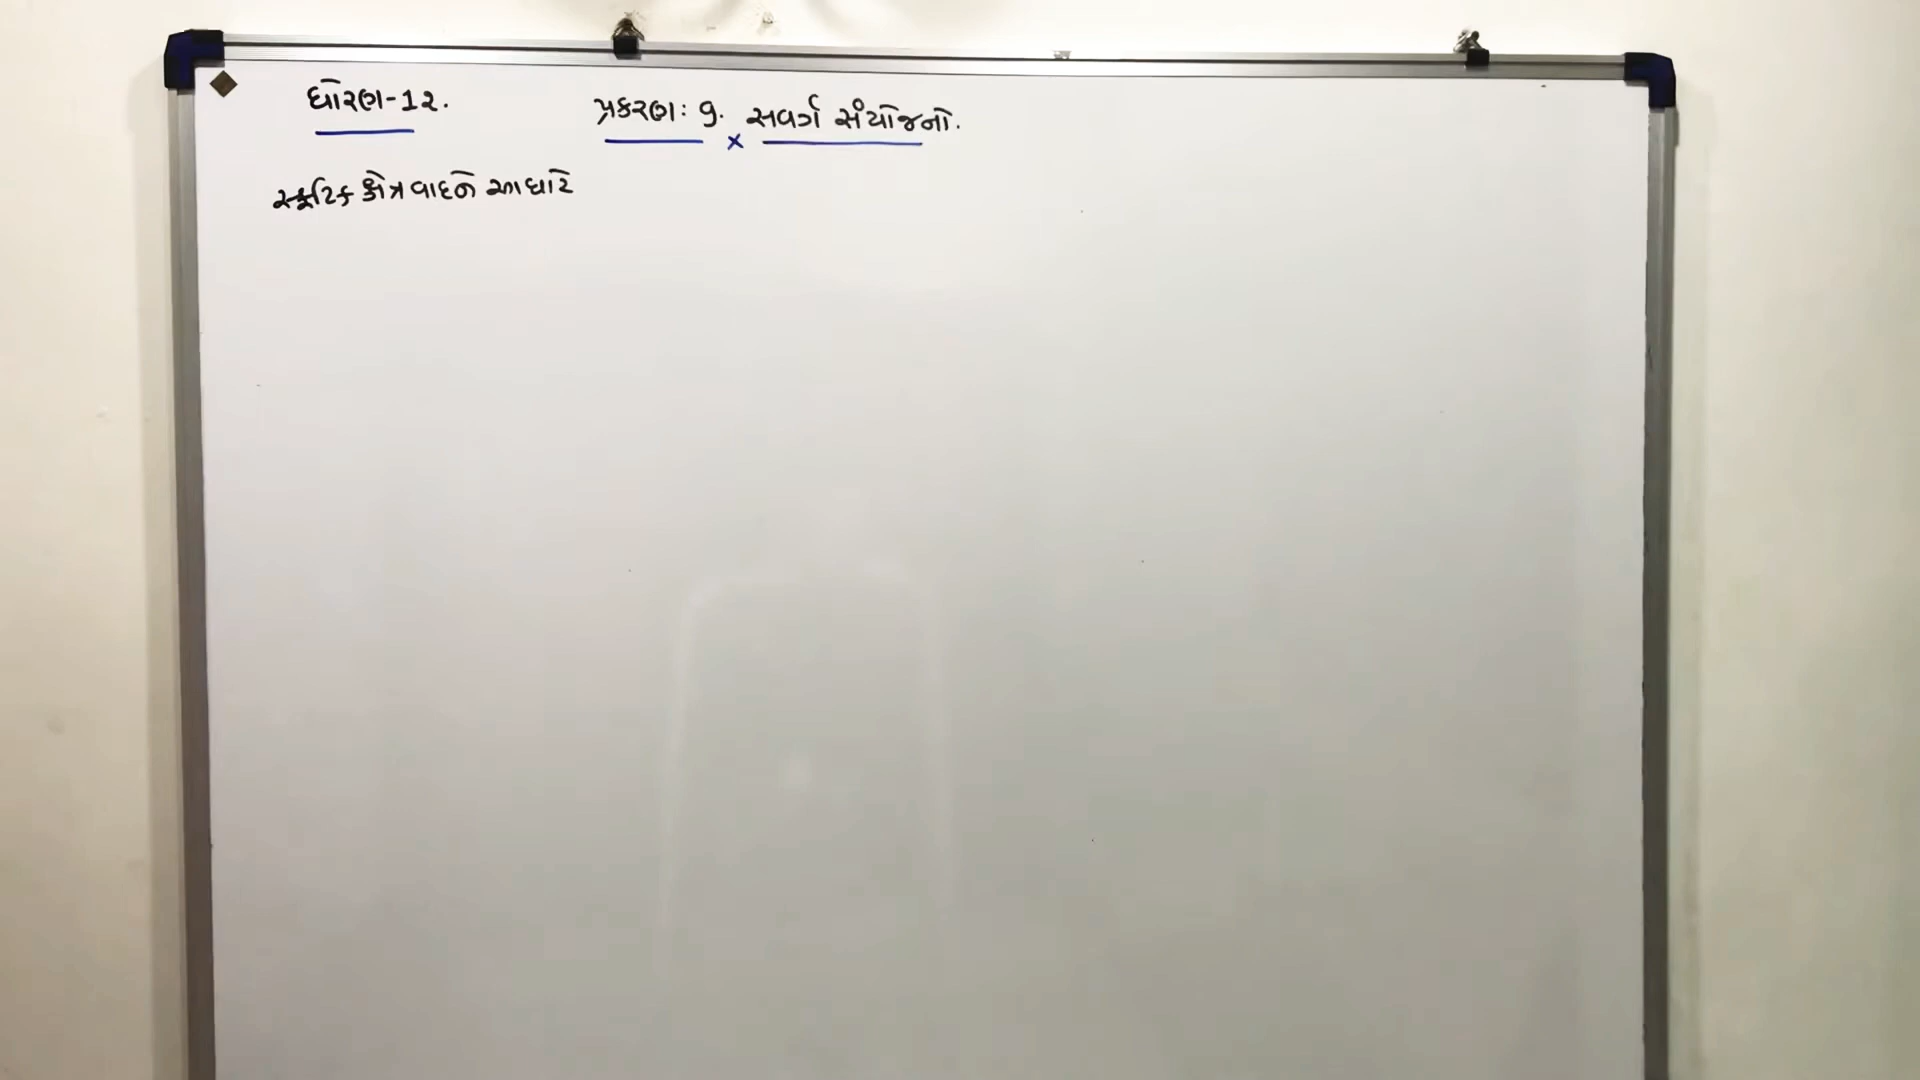 ધોરણ-12.
પ્રકરણ: 9. સવર્ગ સંયોજનો.
સ્ફટિક ક્ષેત્રવાદને આધારે